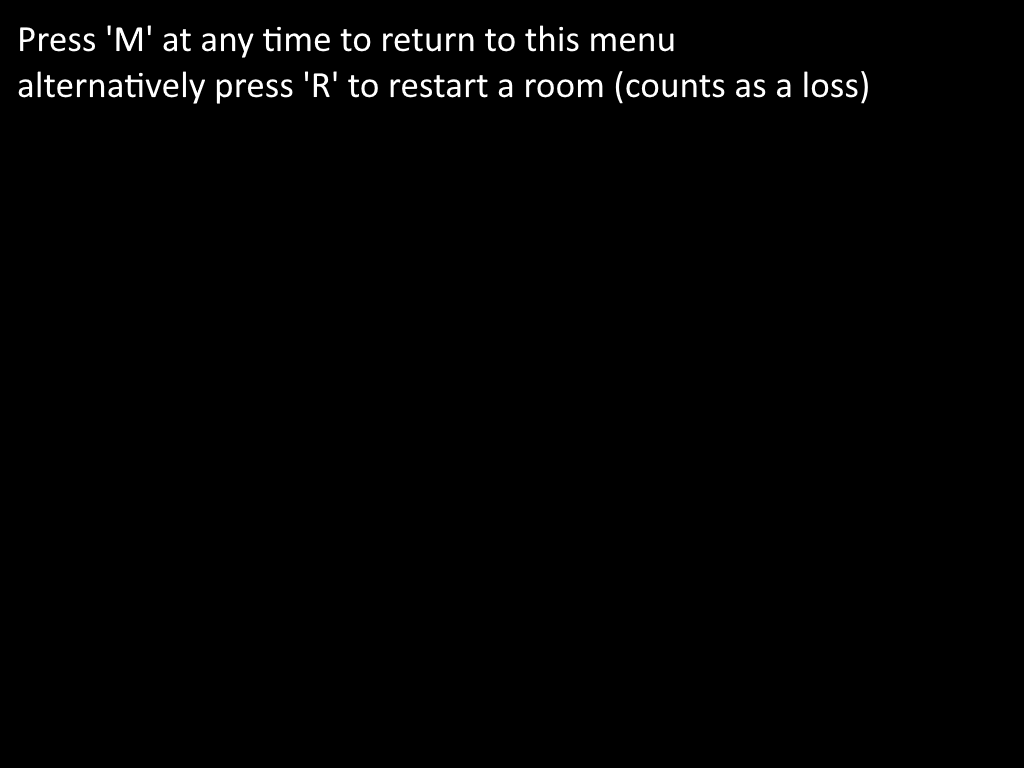 Press 'M' at any time to return to this menu
alternatively press 'R' to restart a room (counts as a loss)